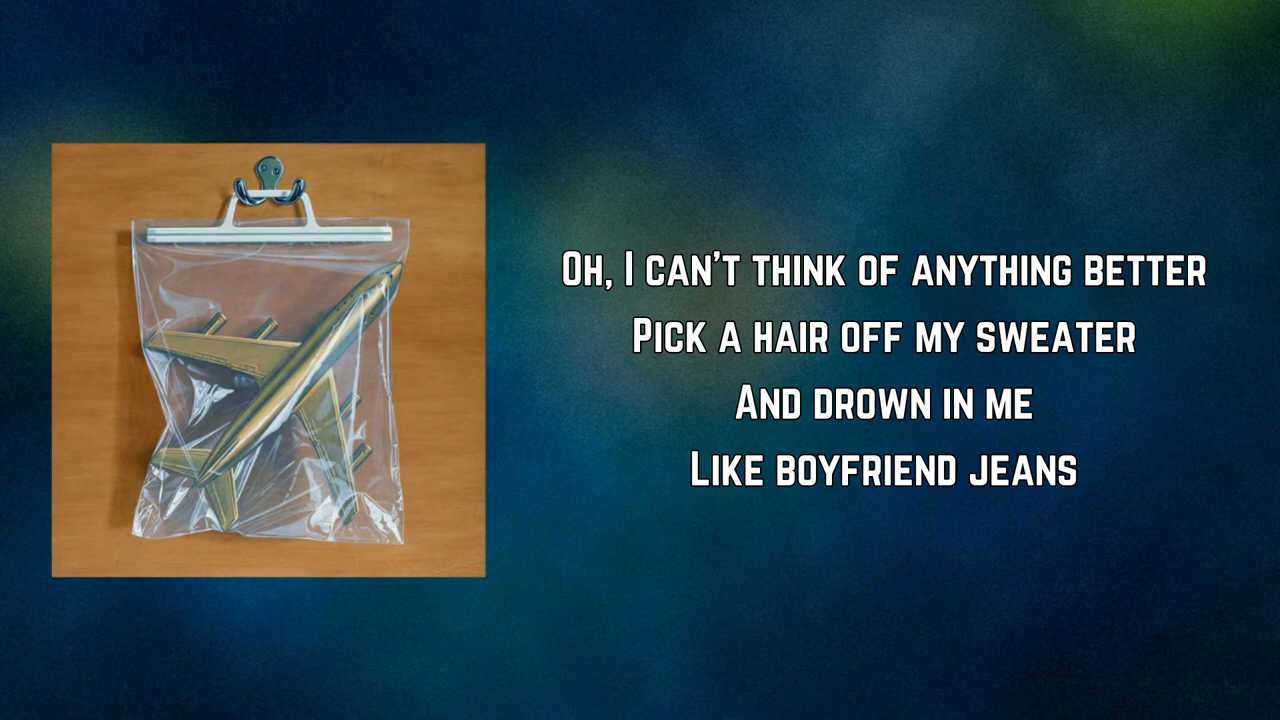 Oh, I can't think of anything better
Pick a hair off my sweater
And drown in me
Like boyfriend jeans